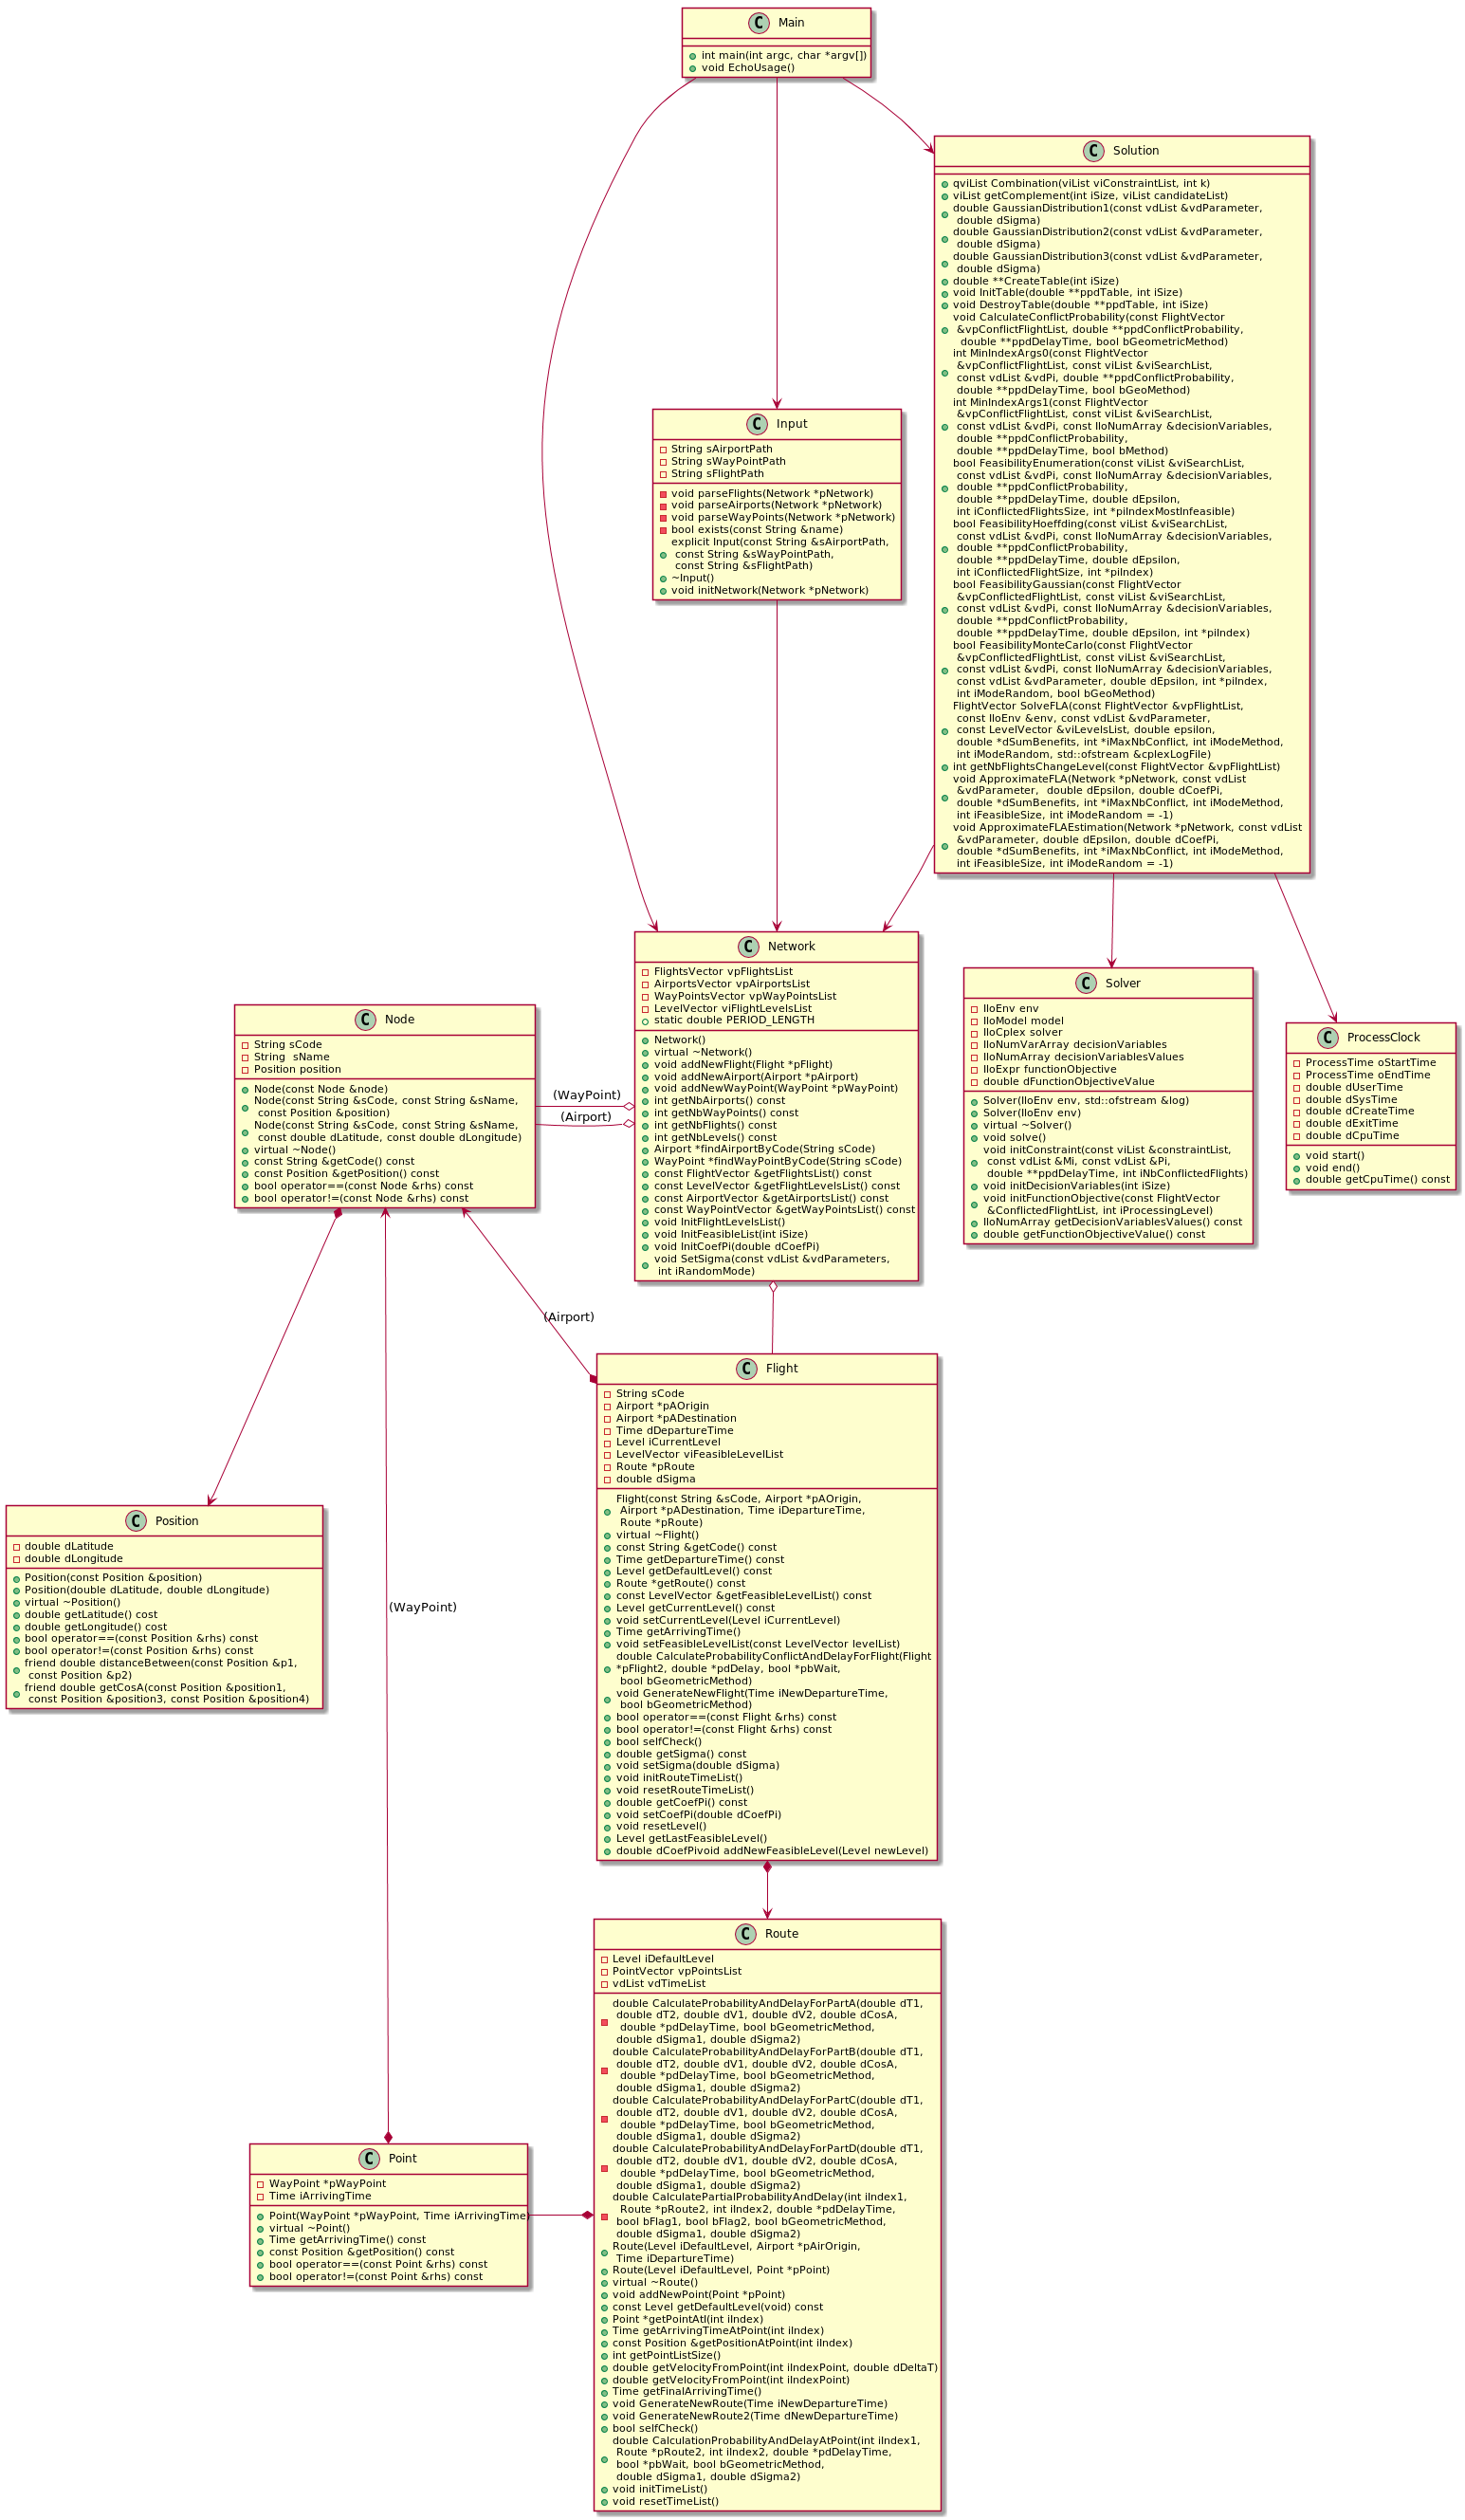 C Main
int main(int argc, char *argv[])
void EchoUsage()
C Solution
qviList Combination(viList viConstraintList, int k)
viList getComplement(int iSize, viList candidateList)
double GaussianDistribution1(const vdList &vdParameter,
double dSigma)
double GaussianDistribution2(const vdList &vdParameter,
double dSigma)
double GaussianDistribution3(const vdList &vdParameter,
double dSigma)
double **CreateTable(int iSize)
void InitTable(double **ppdTable, int iSize)
void DestroyTable(double **ppdTable, int iSize)
void CalculateConflictProbability(const FlightVector
&vpConflictFlightList, double **ppdConflictProbability,
double **ppdDelayTime, bool bGeometricMethod)
int MinIndexArgs0(const FlightVector
&vpConflictFlightList, const viList &viSearchList,
const vdList &vdPi, double **ppdConflictProbability,
double **ppdDelayTime, bool bGeoMethod)
int MinIndexArgs1(const FlightVector
&vpConflictFlightList, const viList &viSearchList,
const vdList &vdPi, const IloNumArray &decisionVariables,
double **ppdConflictProbability,
double **ppdDelayTime, bool bMethod)
bool FeasibilityEnumeration(const viList &viSearchList,
const vdList &vdPi, const IloNumArray &decisionVariables,
double **ppdConflictProbability,
double **ppdDelayTime, double dEpsilon,
int iConflictedFlightsSize, int *piIndexMostInfeasible)
bool FeasibilityHoeffding(const viList &viSearchList,
const vdList &vdPi, const IloNumArray &decisionVariables,
double **ppdConflictProbability,
double **ppdDelayTime, double dEpsilon,
int iConflictedFlightSize, int *piIndex)
bool FeasibilityGaussian(const FlightVector
&vpConflictedFlightList, const viList &viSearchList,
const vdList &vdPi, const IloNumArray &decisionVariables,
double **ppdConflictProbability,
double **ppdDelayTime, double dEpsilon, int *piIndex)
bool FeasibilityMonteCarlo(const FlightVector
&vpConflictedFlightList, const viList &viSearchList,
const vdList &vdPi, const IloNumArray &decisionVariables,
const vdList &vdParameter, double dEpsilon, int *piIndex,
int iModeRandom, bool bGeoMethod)
FlightVector SolveFLA(const FlightVector &vpFlightList,
const IloEnv &env, const vdList &vdParameter,
const LevelVector &viLevelsList, double epsilon,
double *dSumBenefits, int *iMaxNbConflict, int iModeMethod,
int iModeRandom, std::ofstream &cplexLogFile)
int getNbFlightsChangeLevel(const FlightVector &vpFlightList)
void ApproximateFLA(Network *pNetwork, const vdList
&vdParameter, double dEpsilon, double dCoefPi,
double *dSumBenefits, int *iMaxNbConflict, int iModeMethod,
int iFeasibleSize, int iModeRandom = -1)
void ApproximateFLAEstimation(Network *pNetwork, const vdList
&vdParameter, double dEpsilon, double dCoefPi,
double *dSumBenefits, int *iMaxNbConflict, int iModeMethod,
int iFeasibleSize, int iModeRandom = -1)
C Input
String sAirportPath
String sWayPointPath
String sFlightPath
void parseFlights(Network *pNetwork)
void parseAirports(Network *pNetwork)
void parseWayPoints(Network *pNetwork)
bool exists(const String &name)
explicit Input(const String &sAirportPath,
const String &sWayPointPath,
const String &sFlightPath)
~Input()
void initNetwork(Network *pNetwork)
C Network
FlightsVector vpFlightsList
AirportsVector vpAirportsList
WayPointsVector vpWayPointsList
LevelVector viFlightLevelsList
static double PERIOD_LENGTH
Network()
virtual ~Network()
void addNewFlight(Flight *pFlight)
void addNewAirport(Airport *pAirport)
void addNewWayPoint(WayPoint *pWayPoint)
int getNbAirports() const
int getNbWayPoints() const
int getNbFlights() const
int getNbLevels() const
Airport *findAirportByCode(String sCode)
WayPoint *findWayPointByCode(String sCode)
const FlightVector &getFlightsList() const
const LevelVector &getFlightLevelsList() const
const AirportVector &getAirportsList() const
const WayPointVector &getWayPointsList() const
void InitFlightLevelsList()
void InitFeasibleList(int iSize)
void InitCoefPi(double dCoefPi)
void SetSigma(const vdList &vdParameters,
int iRandomMode)
C Solver
IloEnv env
IloModel model
IloCplex solver
IloNumVarArray decisionVariables
IloNumArray decisionVariablesValues
IloExpr functionObjective
double dFunctionObjectiveValue
Solver(IloEnv env, std::ofstream &log)
Solver(IloEnv env)
virtual ~Solver()
void solve()
void initConstraint(const viList &constraintList,
const vdList &Mi, const vdList &Pi,
double **ppdDelayTime, int iNbConflictedFlights)
void initDecisionVariables(int iSize)
void initFunctionObjective(const FlightVector
&ConflictedFlightList, int iProcessingLevel)
IloNumArray getDecisionVariablesValues() const
double getFunctionObjectiveValue() const
C ProcessClock
ProcessTime oStartTime
ProcessTime oEndTime
double dUserTime
double dSysTime
double dCreateTime
double dExitTime
double dCpuTime
void start()
void end()
double getCpuTime() const
C Node
String sCode
String sName
Position position
Node(const Node &node)
Node(const String &sCode, const String &sName,
const Position &position)
Node(const String &sCode, const String &sName,
const double dLatitude, const double dLongitude)
virtual ~Node()
const String &getCode() const
const Position &getPosition() const
bool operator==(const Node &rhs) const
bool operator!=(const Node &rhs) const
(WayPoint)
(Airport)
(Airport)
C Flight
String sCode
Airport *pAOrigin
Airport *pADestination
Time dDepartureTime
Level iCurrentLevel
LevelVector viFeasibleLevelList
Route *pRoute
double dSigma
Flight(const String &sCode, Airport *pAOrigin,
Airport *pADestination, Time iDepartureTime,
Route *pRoute)
virtual ~Flight()
const String &getCode() const
Time getDepartureTime() const
Level getDefaultLevel() const
Route *getRoute() const
const LevelVector &getFeasibleLevelList() const
Level getCurrentLevel() const
void setCurrentLevel(Level iCurrentLevel)
Time getArrivingTime()
void setFeasibleLevelList(const LevelVector levelList)
double CalculateProbabilityConflictAndDelayForFlight(Flight
*pFlight2, double *pdDelay, bool *pbWait,
bool bGeometricMethod)
void GenerateNewFlight(Time iNewDepartureTime,
bool bGeometricMethod)
bool operator==(const Flight &rhs) const
bool operator!=(const Flight &rhs) const
bool selfCheck()
double getSigma() const
void setSigma(double dSigma)
void initRouteTimeList()
void resetRouteTimeList()
double getCoefPi() const
void setCoefPi(double dCoefPi)
void resetLevel()
Level getLastFeasibleLevel()
double dCoefPivoid addNewFeasibleLevel(Level newLevel)
C Position
double dLatitude
double dLongitude
Position(const Position &position)
Position(double dLatitude, double dLongitude)
virtual ~Position()
double getLatitude() cost
double getLongitude() cost
bool operator==(const Position &rhs) const
bool operator!=(const Position &rhs) const
friend double distanceBetween(const Position &p1,
const Position &p2)
friend double getCosA(const Position &position1,
const Position &position3, const Position &position4)
(WayPoint)
C Route
Level iDefaultLevel
PointVector vpPointsList
vdList vdTimeList
double CalculateProbabilityAndDelayForPartA(double dT1,
double dT2, double dV1, double dV2, double dCosA,
double *pdDelayTime, bool bGeometricMethod,
double dSigma1, double dSigma2)
double CalculateProbabilityAndDelayForPartB(double dT1,
double dT2, double dV1, double dV2, double dCosA,
double *pdDelayTime, bool bGeometricMethod,
double dSigma1, double dSigma2)
double CalculateProbabilityAndDelayForPartC(double dT1,
double dT2, double dV1, double dV2, double dCosA,
double *pdDelayTime, bool bGeometricMethod,
double dSigma1, double dSigma2)
double CalculateProbabilityAndDelayForPartD(double dT1,
double dT2, double dV1, double dV2, double dCosA,
double *pdDelayTime, bool bGeometricMethod,
double dSigma1, double dSigma2)
double CalculatePartialProbabilityAndDelay(int iIndex1,
Route *pRoute2, int iIndex2, double *pdDelayTime,
bool bFlag1, bool bFlag2, bool bGeometricMethod,
double dSigma1, double dSigma2)
Route(Level iDefaultLevel, Airport *pAirOrigin,
Time iDepartureTime)
Route(Level iDefaultLevel, Point *pPoint)
virtual ~Route()
void addNewPoint(Point *pPoint)
const Level getDefaultLevel(void) const
Point *getPointAtI(int iIndex)
Time getArrivingTimeAtPoint(int iIndex)
const Position &getPositionAtPoint(int iIndex)
int getPointListSize()
double getVelocityFromPoint(int iIndexPoint, double dDeltaT)
double getVelocityFromPoint(int iIndexPoint)
Time getFinalArrivingTime()
void GenerateNewRoute(Time iNewDepartureTime)
void GenerateNewRoute2(Time dNewDepartureTime)
bool selfCheck()
double CalculationProbabilityAndDelayAtPoint(int iIndex1,
Route *pRoute2, int iIndex2, double *pdDelayTime,
bool *pbWait, bool bGeometricMethod,
double dSigma1, double dSigma2)
void initTimeList()
void resetTimeList()
C Point
WayPoint *pWayPoint
Time iArrivingTime
Point(WayPoint *pWayPoint, Time iArrivingTime)
virtual ~Point()
Time getArrivingTime() const
const Position &getPosition() const
bool operator==(const Point &rhs) const
bool operator!=(const Point &rhs) const